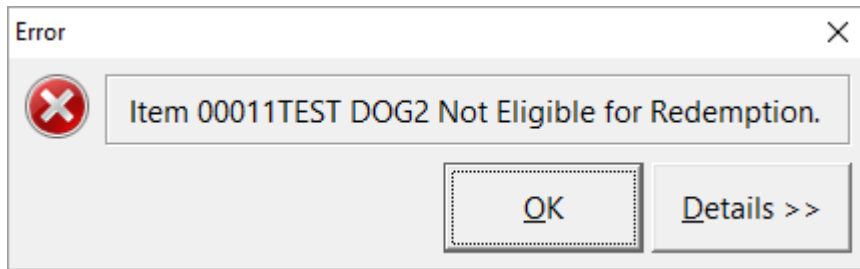 Error
Item 00011TEST DOG2 Not Eligible for Redemption.
OK
Details >>